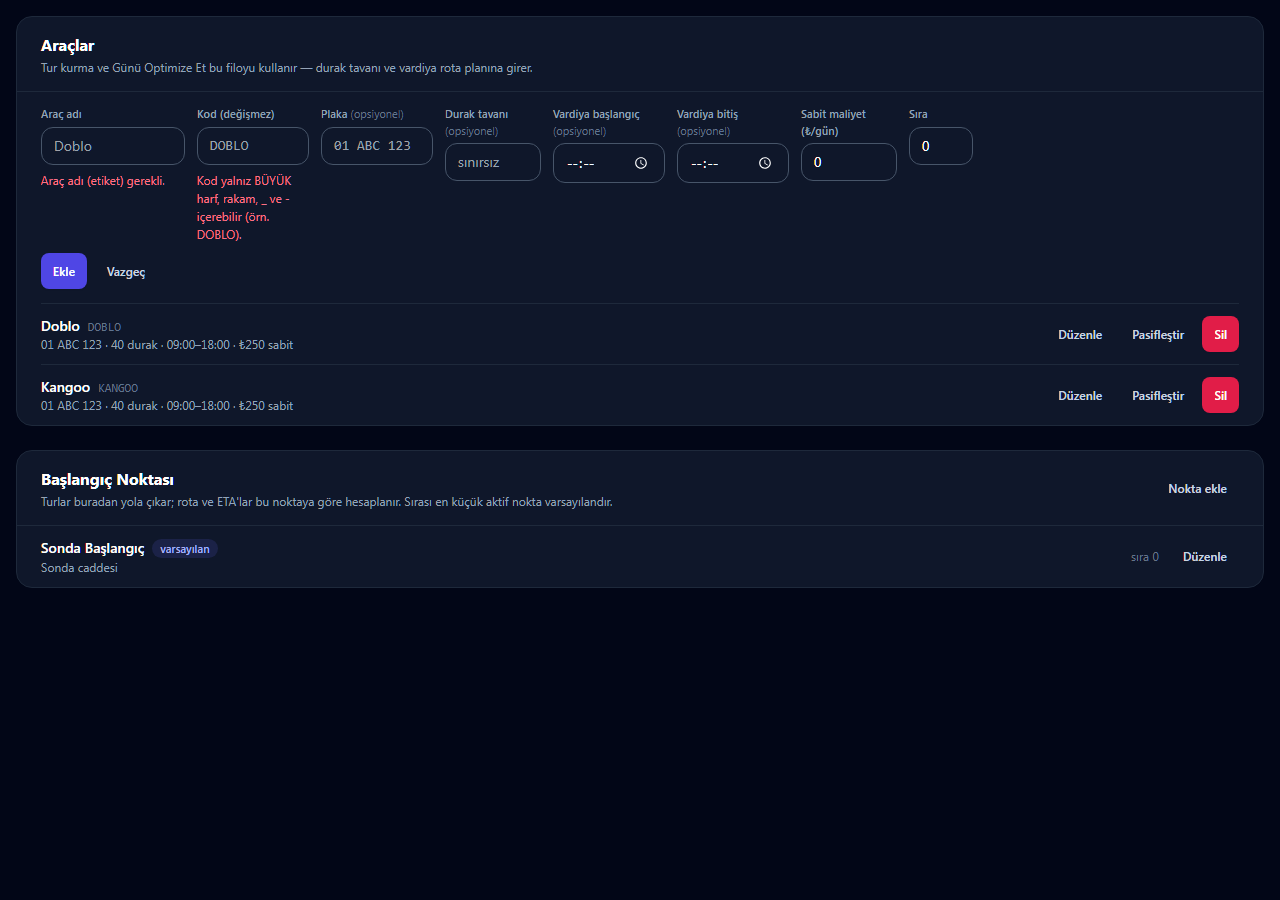 Araçlar
Tur kurma ve Günü Optimize Et bu filoyu kullanır — durak tavanı ve vardiya rota planına girer.
Araç adı
Kod (değişmez)
Plaka (opsiyonel)
Durak tavanı
(opsiyonel)
Vardiya başlangıç
(opsiyonel)
Vardiya bitiş
(opsiyonel)
Sabit maliyet
(₺/gün)
Sıra
Doblo
DOBLO
01 ABC 123
sınırsız
--:--
--:--
0
0
Araç adı (etiket) gerekli.
Kod yalnız BÜYÜK
harf, rakam, _ ve -
içerebilir (örn.
DOBLO).
Ekle
Vazgeç
Doblo DOBLO
01 ABC 123 · 40 durak · 09:00–18:00 · ₺250 sabit
Düzenle
Pasifleştir
Sil
Kangoo KANGOO
01 ABC 123 · 40 durak · 09:00–18:00 · ₺250 sabit
Düzenle
Pasifleştir
Sil
Başlangıç Noktası
Turlar buradan yola çıkar; rota ve ETA'lar bu noktaya göre hesaplanır. Sırası en küçük aktif nokta varsayılandır.
Nokta ekle
Sonda Başlangıç varsayılan
Sonda caddesi
sıra 0
Düzenle